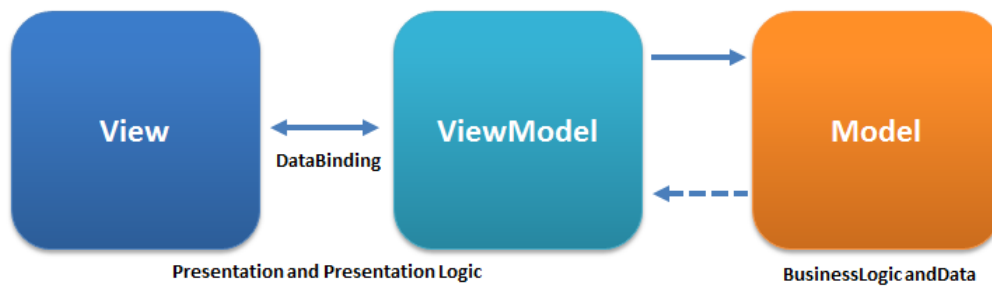 View
ViewModel
Model
DataBinding
Presentation and Presentation Logic
BusinessLogic andData